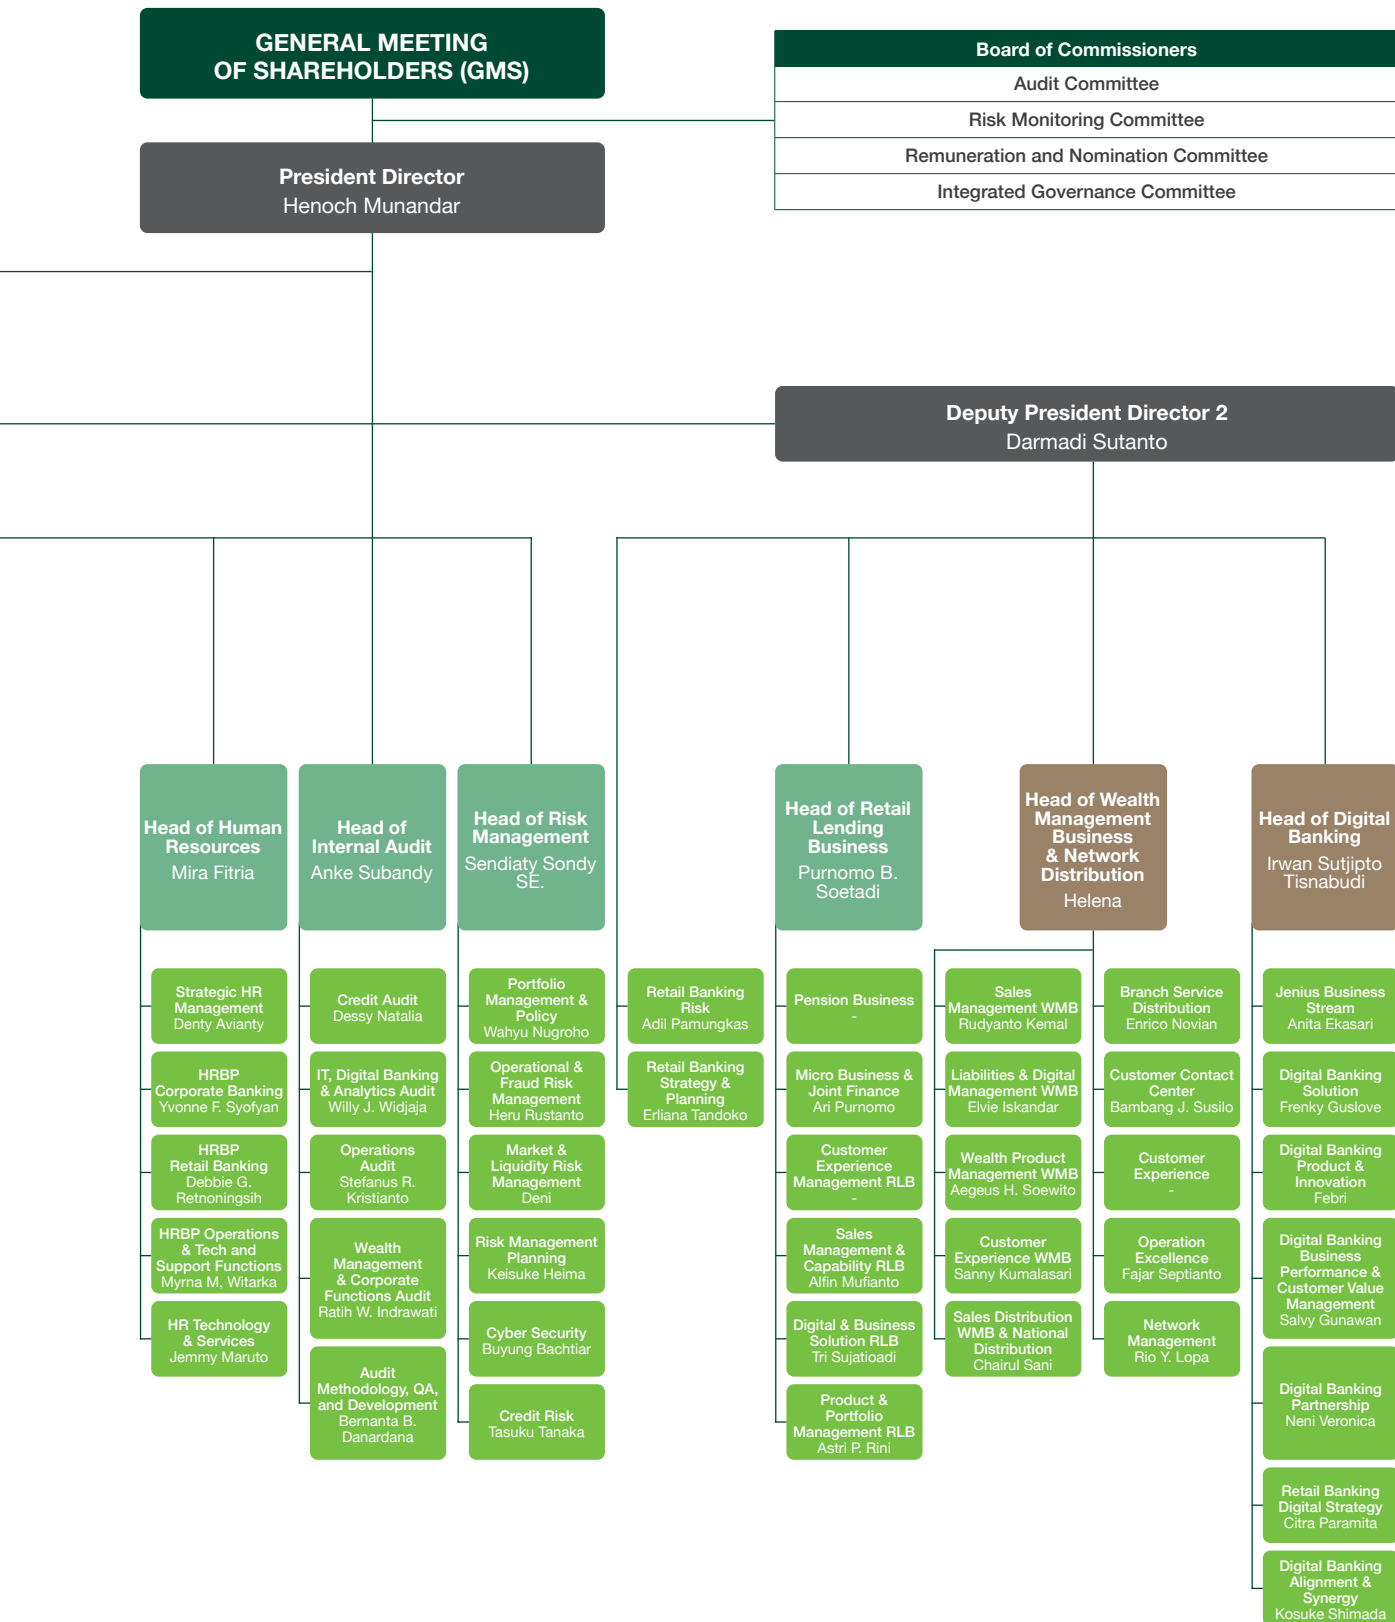 GENERAL MEETING
OF SHAREHOLDERS (GMS)
Board of Commissioners
Audit Committee
Risk Monitoring Committee
Remuneration and Nomination Committee
Integrated Governance Committee
President Director
Henoch Munandar
Deputy President Director 2
Darmadi Sutanto
Head of Human
Resources
Mira Fitria
Strategic HR
Management
Denty Avianty
HRBP
Corporate Banking
Yvonne F. Syofyan
HRBP
Retail Banking
Debbie G.
Retnoningsih
HRBP Operations
& Tech and
Support Functions
Myrna M, Witarka
HR Technology
& Services
Jemmy Maruto
Head of
Internal Audit
Anke Subandy
Credit Audit
Dessy Natalia
IT, Digital Banking
& Analytics Audit
Willy J. Widjaja
Operations
Audit
Stefanus R.
Kristianto
Wealth
Management
& Corporate
Functions Audit
Ratih W. Indrawati
Audit
Methodology, QA,
and Development
Bernanta B.
Danardana
Head of Risk
Management
Sendiaty Sondy
SE.
Portfolio
Management &
Policy
Wahyu Nugroho
Operational &
Fraud Risk
Management
Heru Rustanto
Market &
Liquidity Risk
Management
Deni
Risk Management
Planning
Keisuke Heima
Cyber Security
Buyung Bachtiar
Credit Risk
Tasuku Tanaka
Retail Banking
Risk
Adil Pamungkas
Retail Banking
Strategy &
Planning
Erliana Tandoko
Head of Retail
Lending
Business
Purnomo B.
Soetadi
Pension Business
-
Micro Business &
Joint Finance
Ari Purnomo
Customer
Experience
Management RLB
-
Sales
Management &
Capability RLB
Alfin Mufianto
Digital & Business
Solution RLB
Tri Sujatioadi
Product &
Portfolio
Management RLB
Astri P. Rini
Head of Wealth
Management
Business
& Network
Distribution
Helena
Sales
Management WMB
Rudyanto Kemal
Liabilities & Digital
Management WMB
Elvie Iskandar
Wealth Product
Management WMB
Aegeus H. Soewito
Customer
Experience WMB
Sanny Kumalasari
Sales Distribution
WMB & National
Distribution
Chairul Sani
Branch Service
Distribution
Enrico Novian
Customer Contact
Center
Bambang J. Susilo
Customer
Experience
-
Operation
Excellence
Fajar Septianto
Network
Management
Rio Y. Lopa
Head of Digital
Banking
Irwan Sutjipto
Tisnabudi
Jenius Business
Stream
Anita Ekasari
Digital Banking
Solution
Frenky Guslove
Digital Banking
Product &
Innovation
Febri
Digital Banking
Business
Performance &
Customer Value
Management
Salvy Gunawan
Digital Banking
Partnership
Neni Veronica
Retail Banking
Digital Strategy
Citra Paramita
Digital Banking
Alignment &
Synergy
Kosuke Shimada